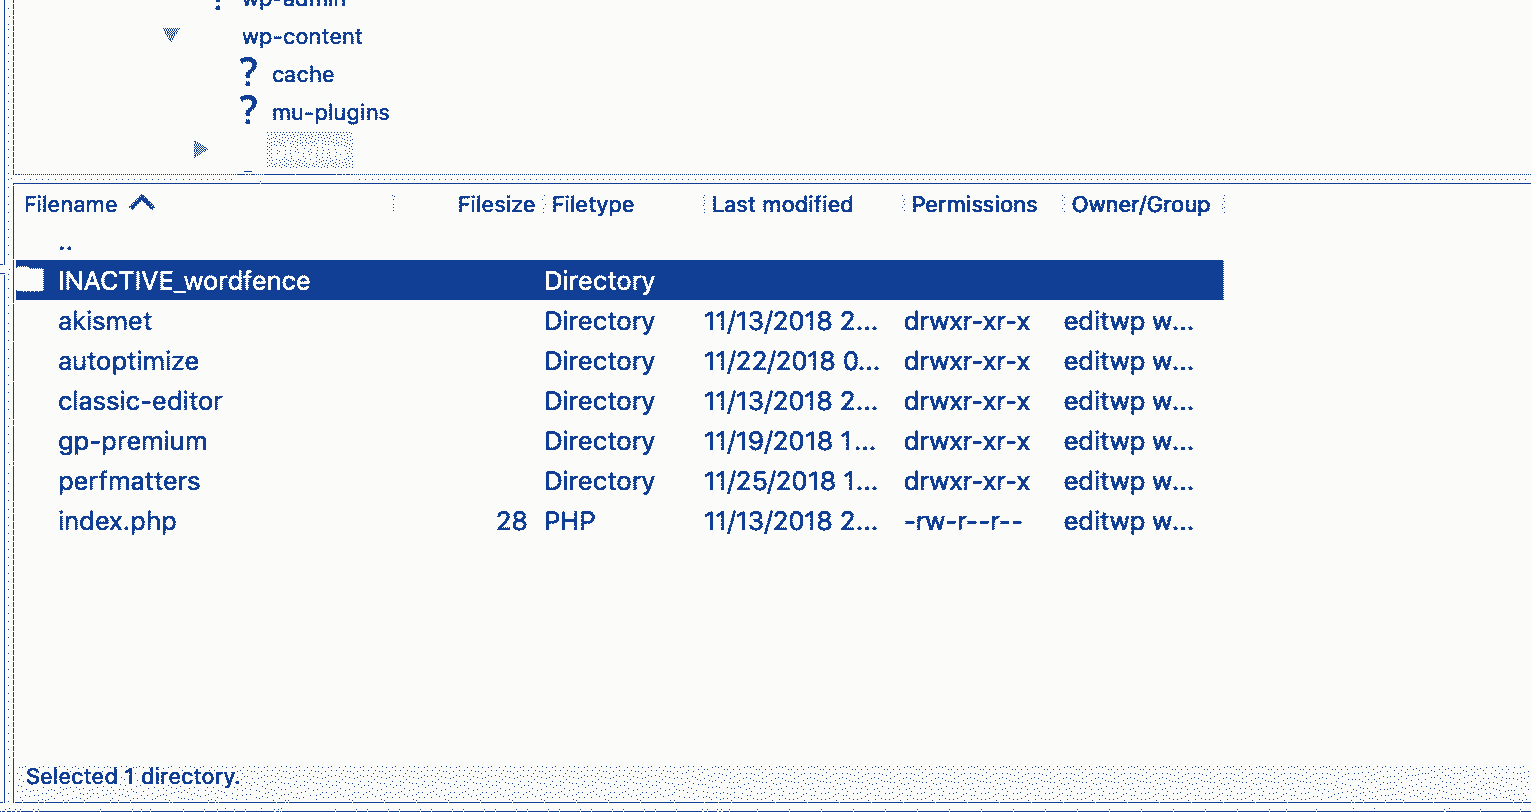 wp-admin
wp-content
? cache
? mu-plugins
Filename Filesize Filetype Last modified Permissions Owner/Group
..
INACTIVE_wordfence Directory
akismet Directory 11/13/2018 2... drwxr-xr-x editwp w...
autoptimize Directory 11/22/2018 0... drwxr-xr-x editwp w...
classic-editor Directory 11/13/2018 2... drwxr-xr-x editwp w...
gp-premium Directory 11/19/2018 1... drwxr-xr-x editwp w...
perfmatters Directory 11/25/2018 1... drwxr-xr-x editwp w...
index.php 28 PHP 11/13/2018 2... -rw-r--r-- editwp w...
Selected 1 directory.